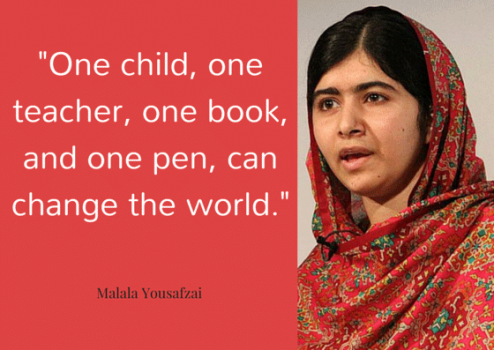 "One child, one
teacher, one book,
and one pen, can
change the world."
Malala Yousafzai